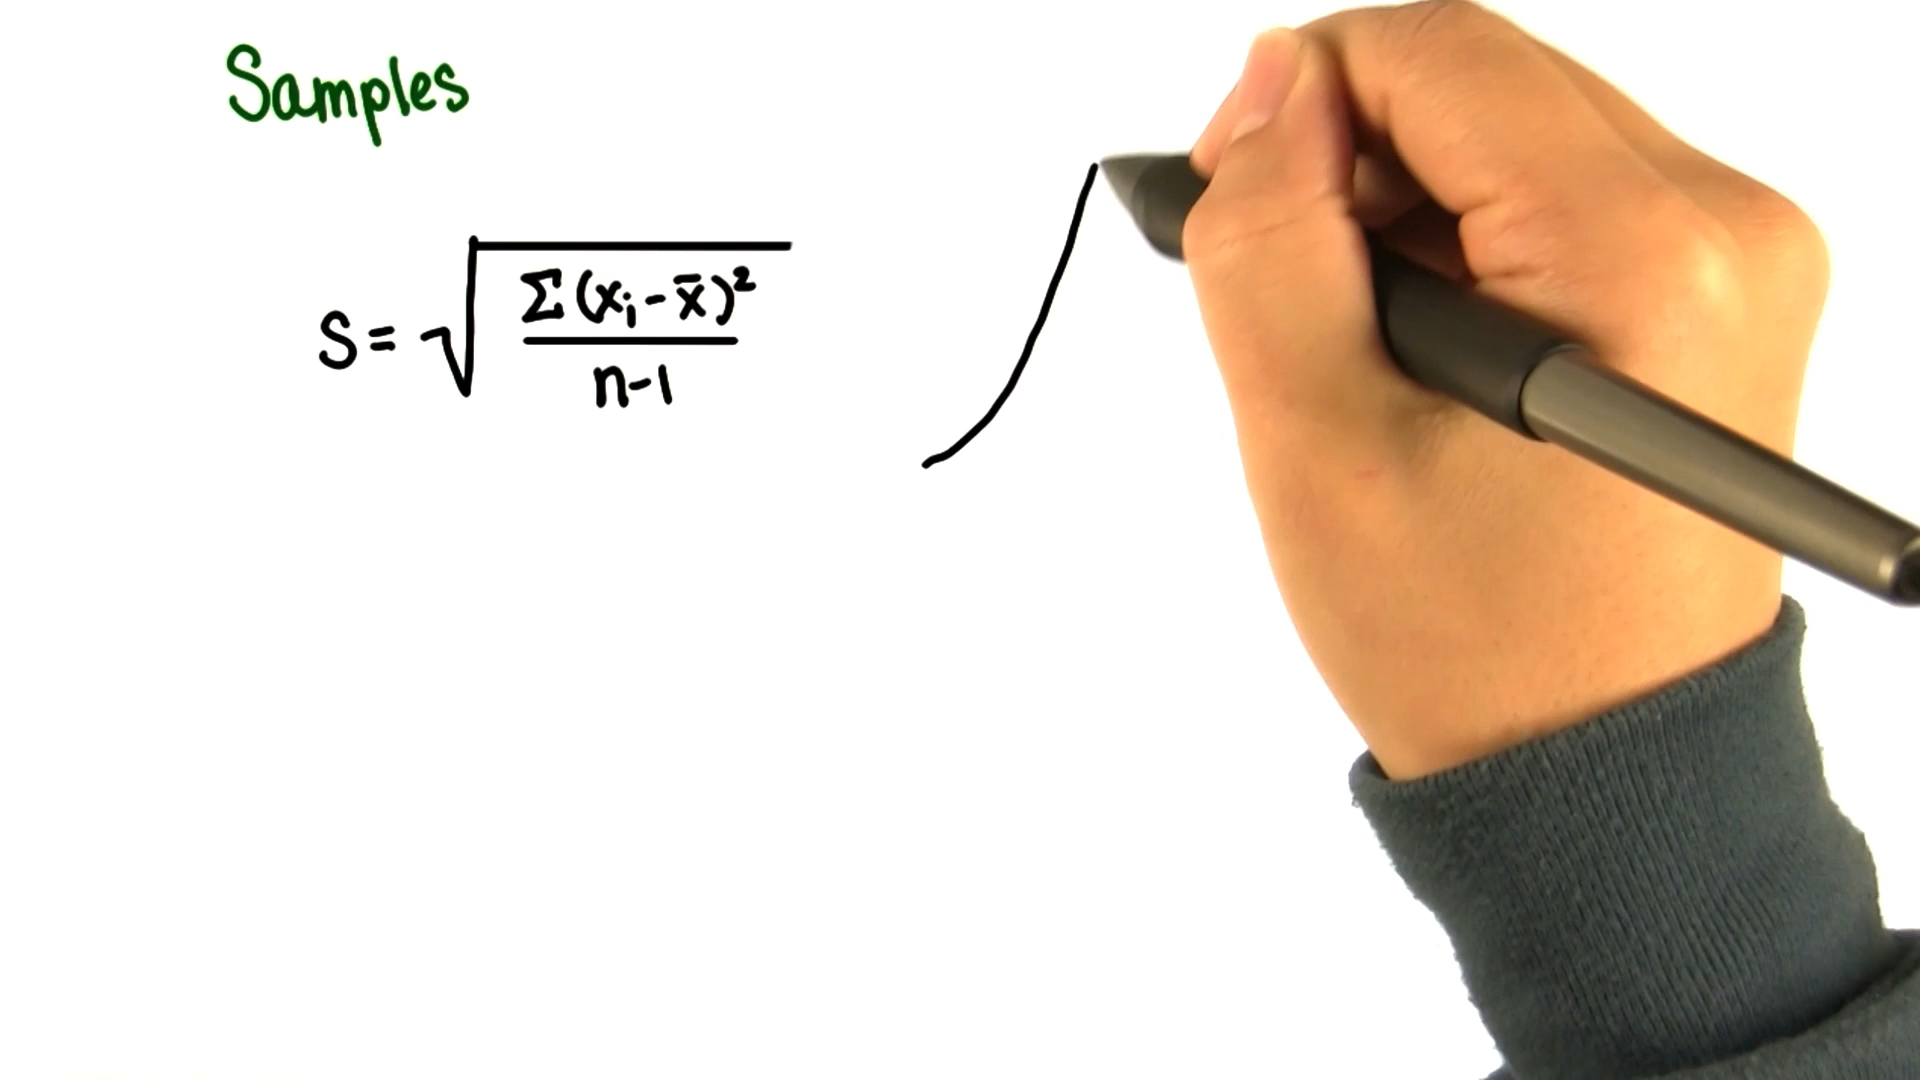 Samples
S = √ Σ(xᵢ - x̄)²
n-1